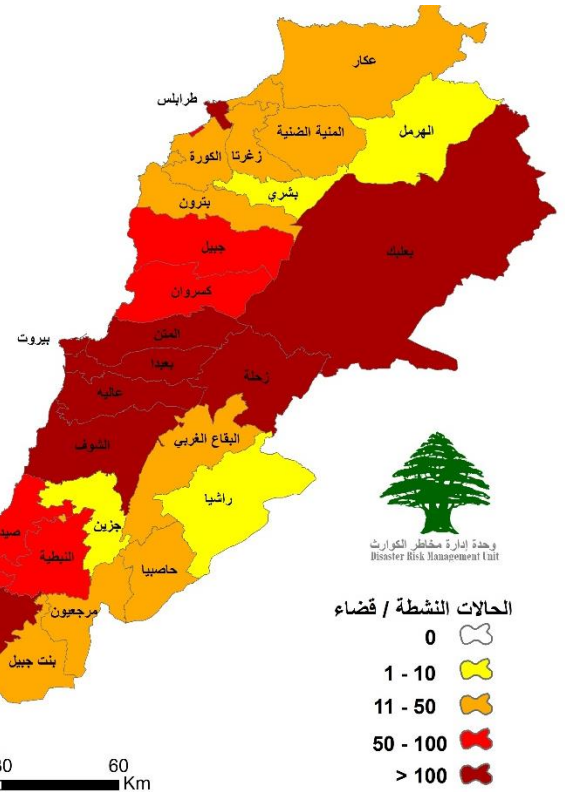 عكار
طرابلس
المنية الضنية
الهرمل
زغرتا
الكورة
بشري
بترون
جبيل
بعلبك
كسروان
المتن
بيروت
بعبدا
زحلة
عاليه
الشوف
البقاع الغربي
راشيا
جزين
النبطية
حاصبيا
مرجعيون
بنت جبيل
وحدة إدارة مخاطر الكوارث
Disaster Risk Management Unit
الحالات النشطة / قضاء
0
1 - 10
11 - 50
50 - 100
> 100
60
Km